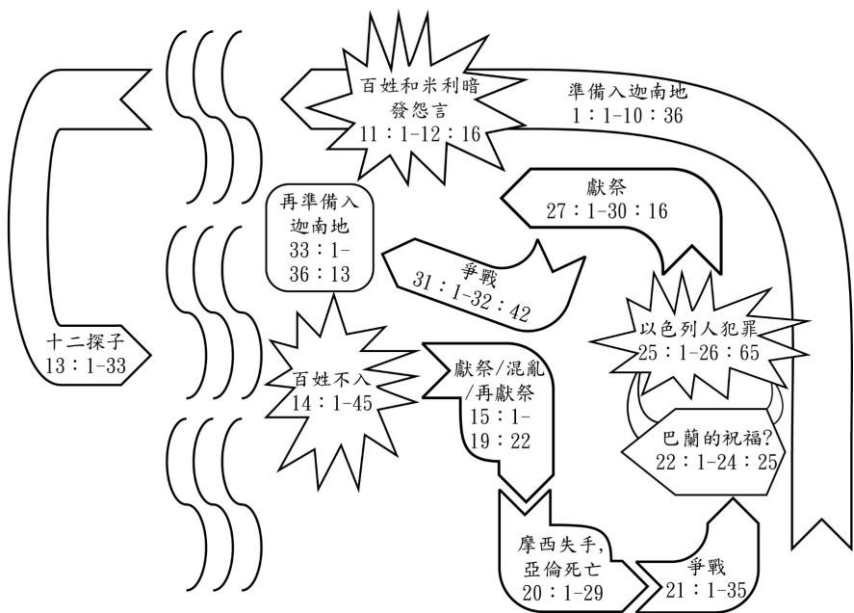 百姓和米利暗
發怨言
11：1–12：16
準備入迦南地
1：1–10：36
獻祭
27：1–30：16
再準備入
迦南地
33：1–
36：13
爭戰
31：1–32：42
十二探子
13：1–33
以色列人犯罪
25：1–26：65
百姓不入
14：1–45
獻祭/混亂
/再獻祭
15：1–
19：22
巴蘭的祝福?
22：1–24：25
摩西失手,
亞倫死亡
20：1–29
爭戰
21：1–35